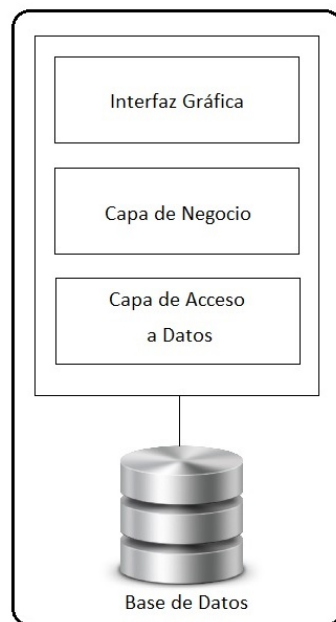 Interfaz Gráfica
Capa de Negocio
Capa de Acceso
a Datos
Base de Datos